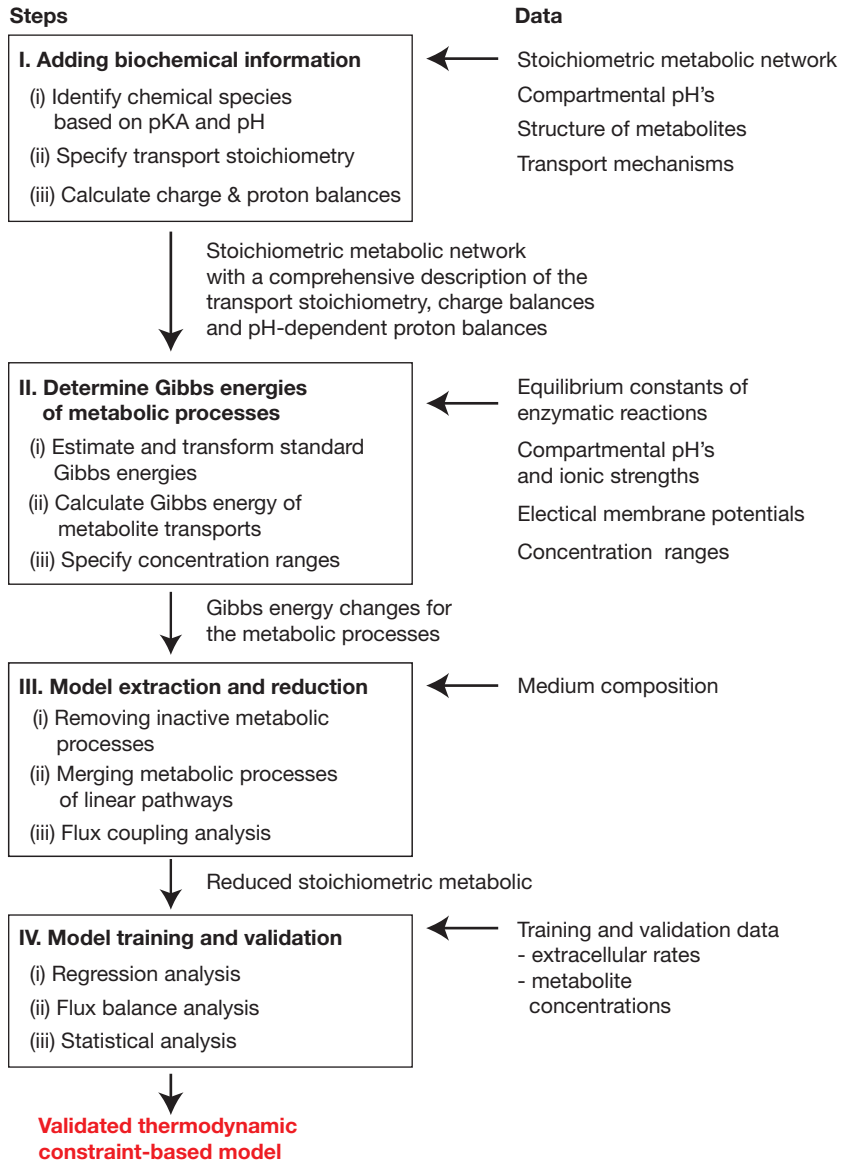 Steps
Data
I. Adding biochemical information
(i) Identify chemical species
based on pKA and pH
(ii) Specify transport stoichiometry
(iii) Calculate charge & proton balances
Stoichiometric metabolic network
Compartmental pH's
Structure of metabolites
Transport mechanisms
Stoichiometric metabolic network
with a comprehensive description of the
transport stoichiometry, charge balances
and pH-dependent proton balances
II. Determine Gibbs energies
of metabolic processes
(i) Estimate and transform standard
Gibbs energies
(ii) Calculate Gibbs energy of
metabolite transports
(iii) Specify concentration ranges
Equilibrium constants of
enzymatic reactions
Compartmental pH's
and ionic strengths
Electical membrane potentials
Concentration ranges
Gibbs energy changes for
the metabolic processes
III. Model extraction and reduction
(i) Removing inactive metabolic
processes
(ii) Merging metabolic processes
of linear pathways
(iii) Flux coupling analysis
Medium composition
Reduced stoichiometric metabolic
IV. Model training and validation
(i) Regression analysis
(ii) Flux balance analysis
(iii) Statistical analysis
Training and validation data
- extracellular rates
- metabolite
concentrations
Validated thermodynamic
constraint-based model